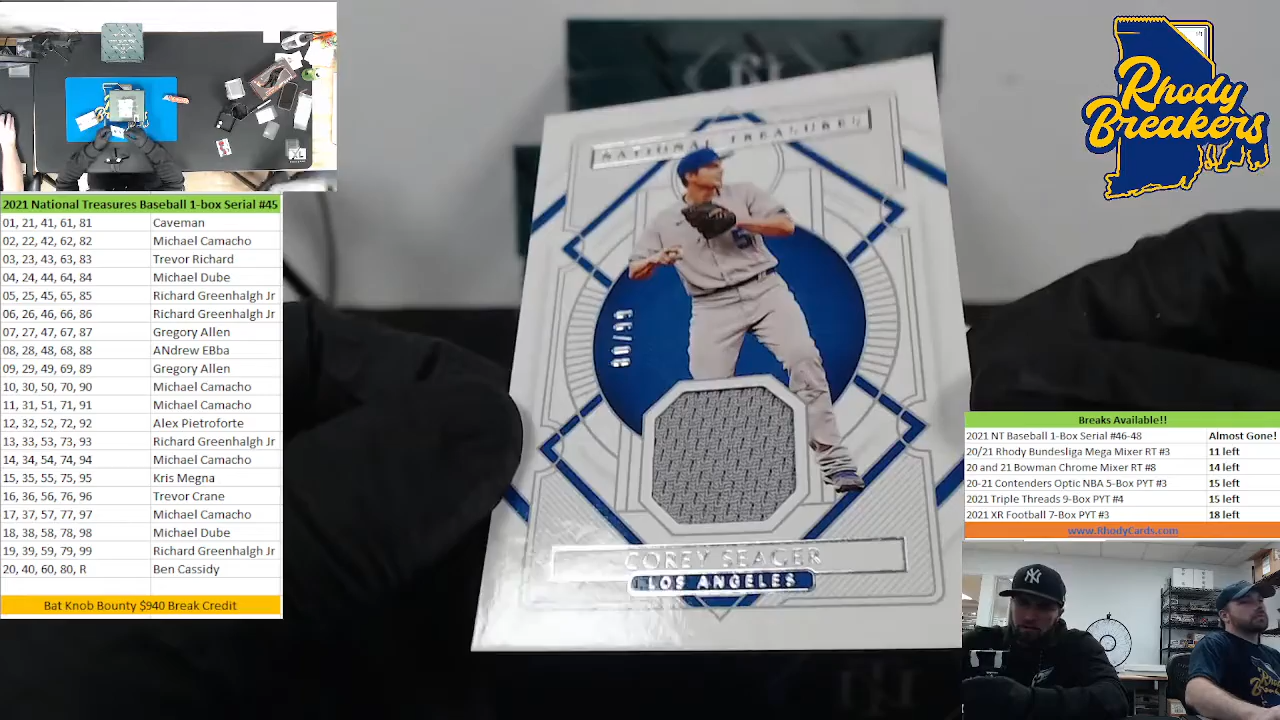 2021 National Treasures Baseball 1-box Serial #45
01, 21, 41, 61, 81 Caveman
02, 22, 42, 62, 82 Michael Camacho
03, 23, 43, 63, 83 Trevor Richard
04, 24, 44, 64, 84 Michael Dube
05, 25, 45, 65, 85 Richard Greenhalgh Jr
06, 26, 46, 66, 86 Richard Greenhalgh Jr
07, 27, 47, 67, 87 Gregory Allen
08, 28, 48, 68, 88 ANdrew EBba
09, 29, 49, 69, 89 Gregory Allen
10, 30, 50, 70, 90 Michael Camacho
11, 31, 51, 71, 91 Michael Camacho
12, 32, 52, 72, 92 Alex Pietroforte
13, 33, 53, 73, 93 Richard Greenhalgh Jr
14, 34, 54, 74, 94 Michael Camacho
15, 35, 55, 75, 95 Kris Megna
16, 36, 56, 76, 96 Trevor Crane
17, 37, 57, 77, 97 Michael Camacho
18, 38, 58, 78, 98 Michael Dube
19, 39, 59, 79, 99 Richard Greenhalgh Jr
20, 40, 60, 80, R Ben Cassidy
Bat Knob Bounty $940 Break Credit
NATIONAL TREASURES
5
COREY SEAGER
LOS ANGELES
Rhody
Breakers
Breaks Available!!
2021 NT Baseball 1-Box Serial #46-48 Almost Gone!
20/21 Rhody Bundesliga Mega Mixer RT #3 11 left
20 and 21 Bowman Chrome Mixer RT #8 14 left
20-21 Contenders Optic NBA 5-Box PYT #3 15 left
2021 Triple Threads 9-Box PYT #4 15 left
2021 XR Football 7-Box PYT #3 18 left
www.RhodyCards.com